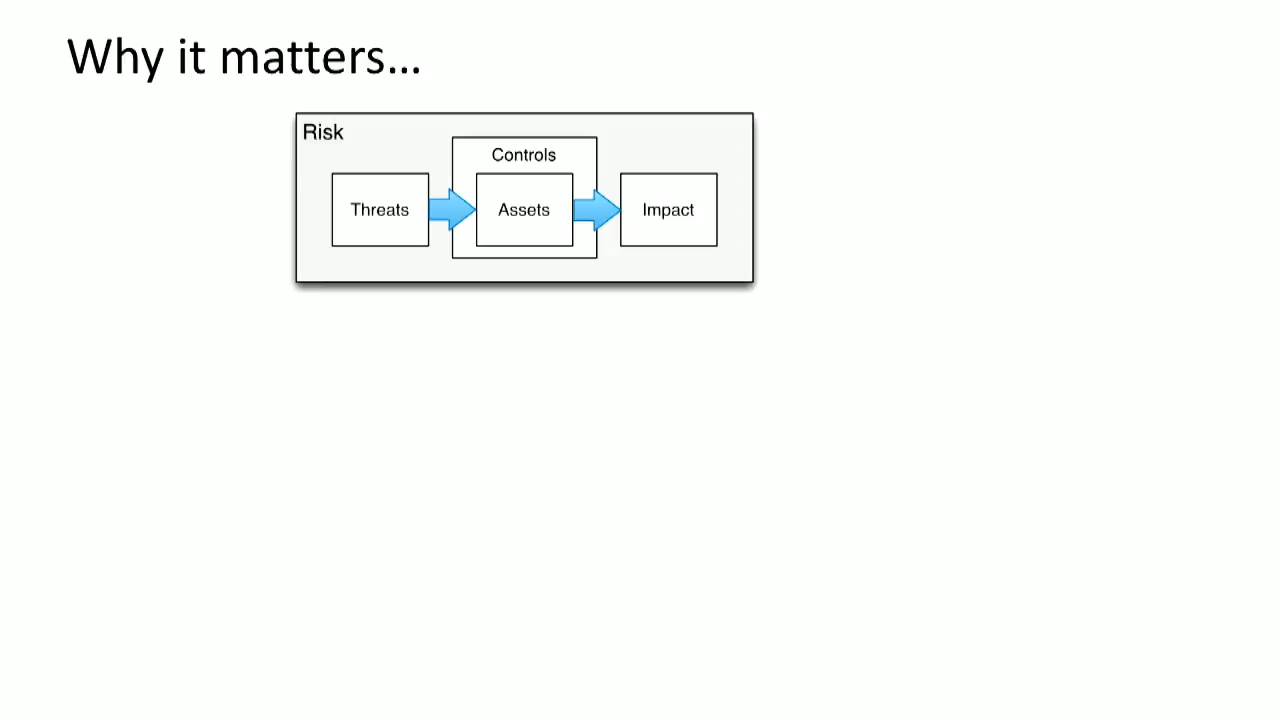 Why it matters...
Risk
Controls
Threats
Assets
Impact